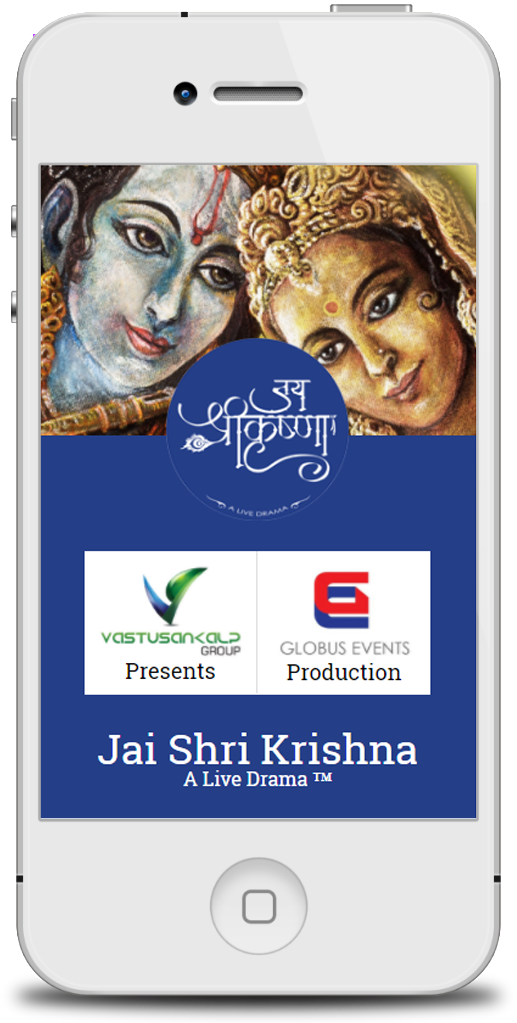 जय
श्रीकृष्णा
A LIVE DRAMA
VASTUSANKALP
GROUP
Presents
GLOBUS EVENTS
Production
Jai Shri Krishna
A Live Drama ™